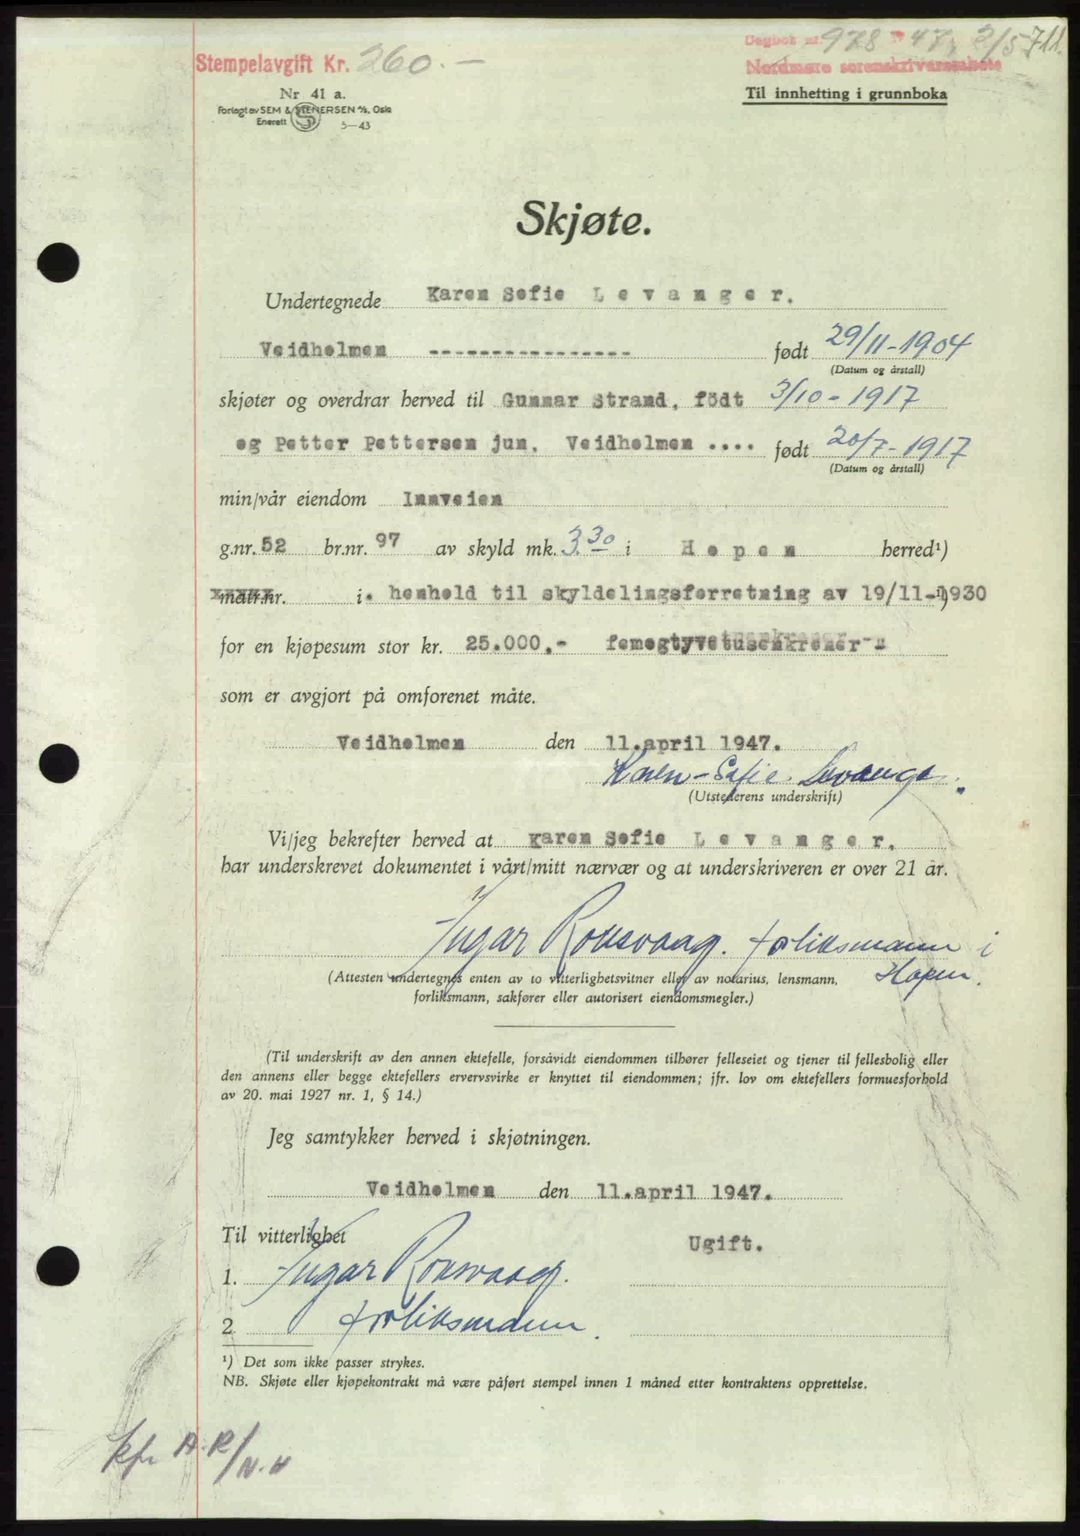 Stempelavgift Kr. 260.-
Dagbok nr. 978 47, 2/5 711.
Nordmøre sorenskriverembete
Nr 41 a.
Forlagt av SEM & STENERSEN A/S, Oslo
Enerett 5-43
Til innhefting i grunnboka
Skjøte.
Undertegnede Karen Sofie Levanger.
Veidholmen ---------------- født 29/11-1904
(Datum og årstall)
skjøter og overdrar herved til Gunnar Strand, födt 3/10-1917
og Petter Pettersen jun, Veidholmen .... født 20/7-1917
(Datum og årstall)
min/vår eiendom Innveien
g.nr. 52 br.nr. 97 av skyld mk. 3.30 i Hopen herred¹)
matr.nr. i. henhold til skyldelingsforretning av 19/11-1930
for en kjøpesum stor kr. 25.000,- femogtyvetusenkroner--
som er avgjort på omforenet måte.
Veidholmen den 11.april 1947.
Karen-Sofie Levanger.
(Utstederens underskrift)
Vi/jeg bekrefter herved at Karen Sofie Levanger.
har underskrevet dokumentet i vårt/mitt nærvær og at underskriveren er over 21 år.
Ingar Roksvaag. forliksmann i
Hopen.
(Attesten undertegnes enten av to vitterlighetsvitner eller av notarius, lensmann,
forliksmann, sakfører eller autorisert eiendomsmegler.)
(Til underskrift av den annen ektefelle, forsåvidt eiendommen tilhører felleseiet og tjener til fellesbolig eller
den annens eller begge ektefellers ervervsvirke er knyttet til eiendommen; jfr. lov om ektefellers formuesforhold
av 20. mai 1927 nr. 1, § 14.)
Jeg samtykker herved i skjøtningen.
Veidholmen den 11.april 1947.
Til vitterlighet
Ugift.
1. Ingar Roksvaag.
2 forliksmann.
¹) Det som ikke passer strykes.
NB. Skjøte eller kjøpekontrakt må være påført stempel innen 1 måned etter kontraktens opprettelse.
kfr A.R/N.H